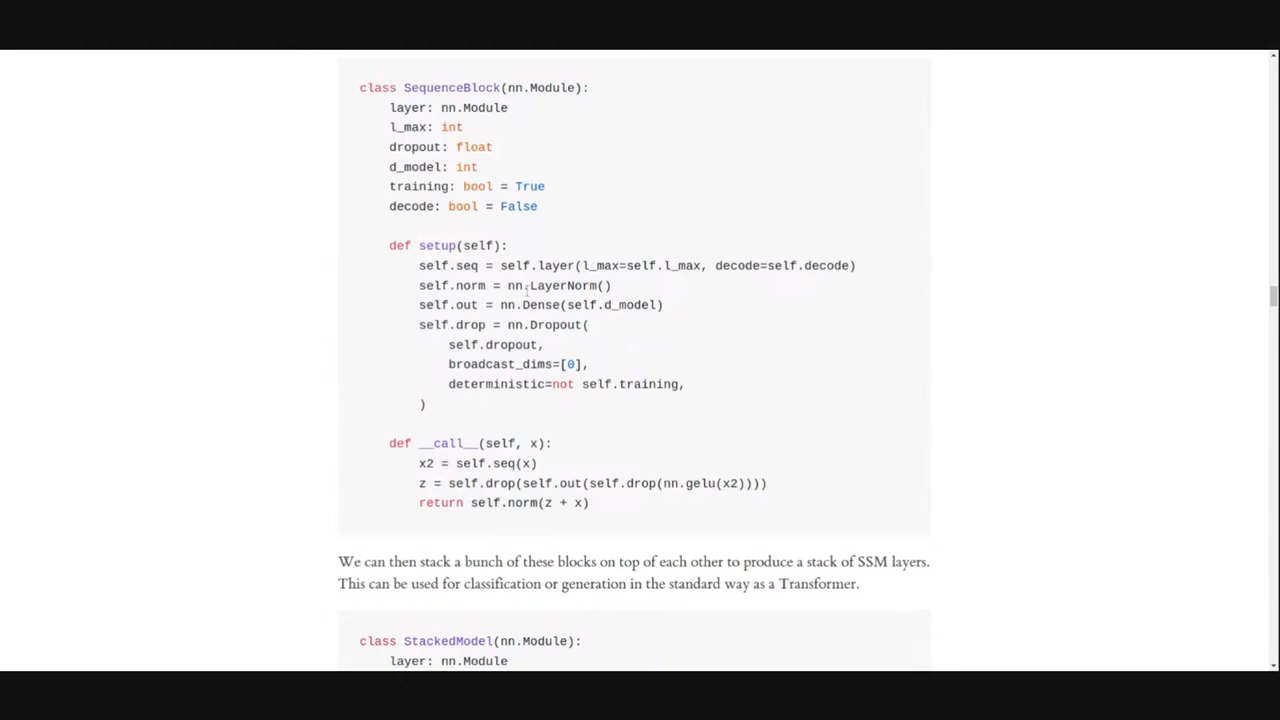 class SequenceBlock(nn.Module):
    layer: nn.Module
    l_max: int
    dropout: float
    d_model: int
    training: bool = True
    decode: bool = False
    def setup(self):
        self.seq = self.layer(l_max=self.l_max, decode=self.decode)
        self.norm = nn.LayerNorm()
        self.out = nn.Dense(self.d_model)
        self.drop = nn.Dropout(
            self.dropout,
            broadcast_dims=[0],
            deterministic=not self.training,
        )
    def __call__(self, x):
        x2 = self.seq(x)
        z = self.drop(self.out(self.drop(nn.gelu(x2))))
        return self.norm(z + x)
We can then stack a bunch of these blocks on top of each other to produce a stack of SSM layers.
This can be used for classification or generation in the standard way as a Transformer.
class StackedModel(nn.Module):
    layer: nn.Module